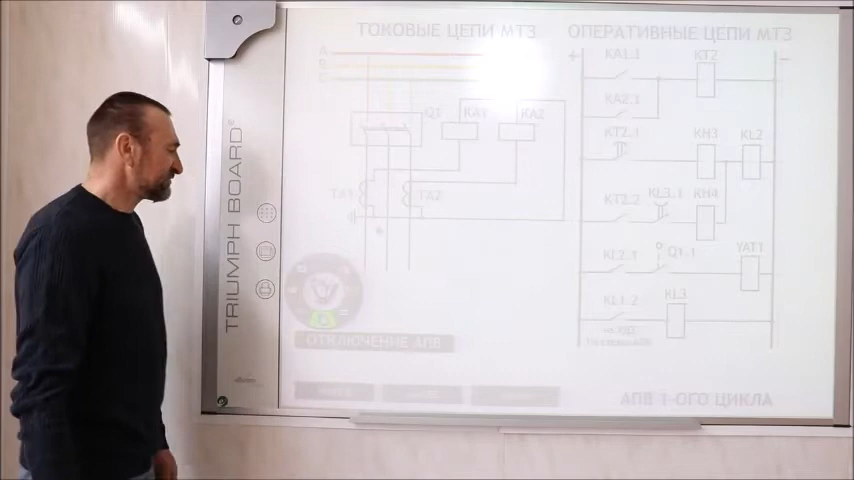 ТОКОВЫЕ ЦЕПИ МТЗ
ОПЕРАТИВНЫЕ ЦЕПИ МТЗ
A
+
-
KA1.1
KT2
KA2.1
Q1
KA1
KA2
KT2.1
KH3
KL2
TA1
TA2
KT2.2
KL3.1
KH4
KL2.1
Q1.1
YAT1
KL1.2
KL3
ОТКЛЮЧЕНИЕ АПВ
АПВ 1-ОГО ЦИКЛА
TRIUMPH BOARD